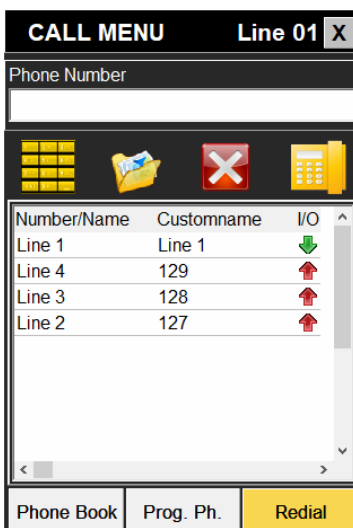 CALL MENU Line 01 X
Phone Number
Number/Name Customname I/O
Line 1 Line 1
Line 4 129
Line 3 128
Line 2 127
Phone Book Prog. Ph. Redial